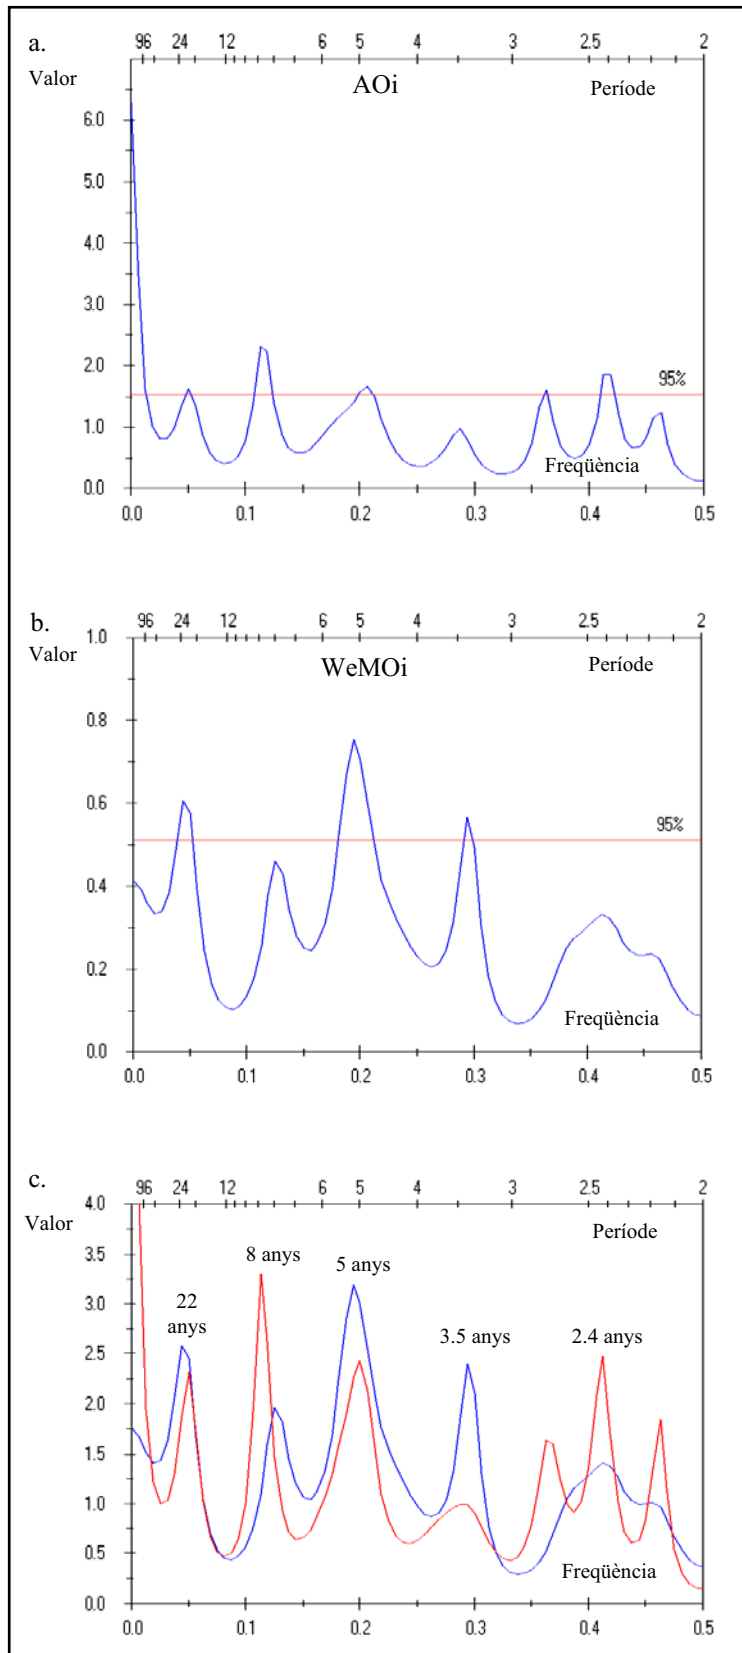 a.
96 24 12 6 5 4 3 2.5 2
Valor
AOi
Període
6.0
5.0
4.0
3.0
2.0
95%
1.0
Freqüència
0.0
0.0 0.1 0.2 0.3 0.4 0.5
b.
96 24 12 6 5 4 3 2.5 2
1.0
Valor
WeMOi
Període
0.8
0.6
95%
0.4
0.2
Freqüència
0.0
0.0 0.1 0.2 0.3 0.4 0.5
c.
96 24 12 6 5 4 3 2.5 2
4.0
Valor
Període
3.5
8 anys
5 anys
3.0
22
anys
3.5 anys
2.4 anys
2.5
2.0
1.5
1.0
0.5
Freqüència
0.0
0.0 0.1 0.2 0.3 0.4 0.5